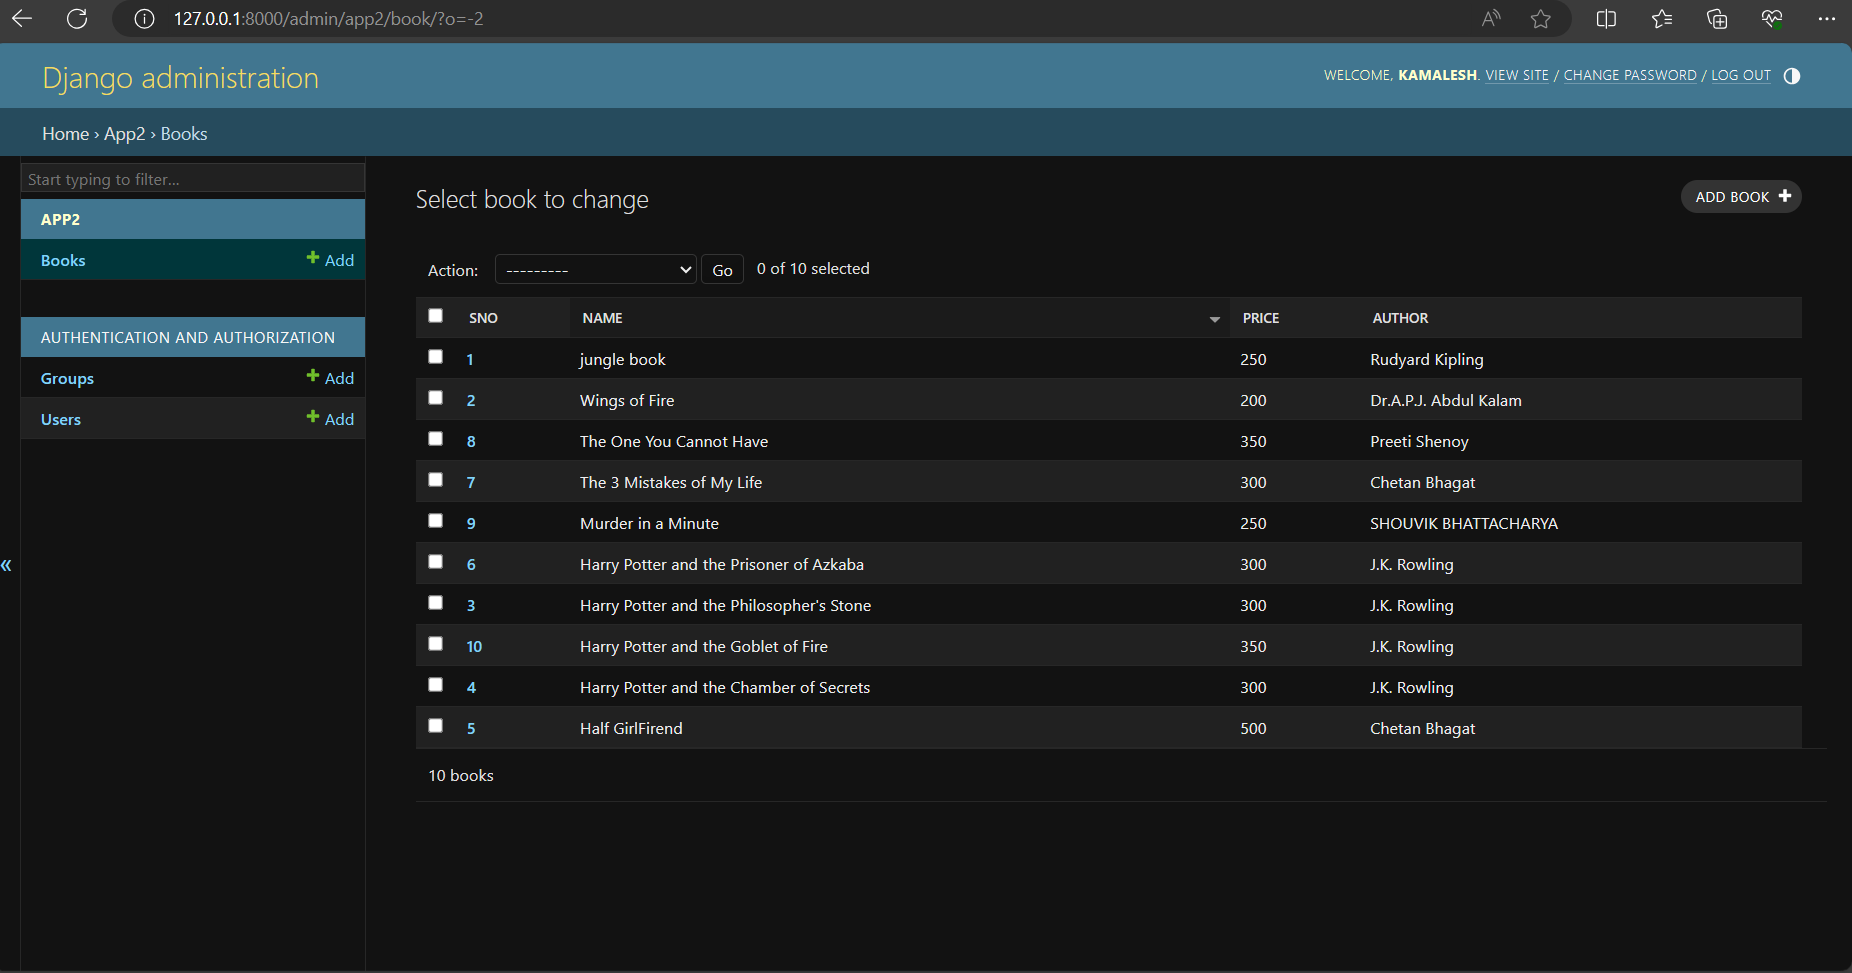 127.0.0.1:8000/admin/app2/book/?o=-2
Django administration
WELCOME, KAMALESH. VIEW SITE / CHANGE PASSWORD / LOG OUT
Home › App2 › Books
Start typing to filter...
APP2
Books + Add
AUTHENTICATION AND AUTHORIZATION
Groups + Add
Users + Add
«
Select book to change
ADD BOOK +
Action: --------- Go 0 of 10 selected
SNO NAME PRICE AUTHOR
1 jungle book 250 Rudyard Kipling
2 Wings of Fire 200 Dr.A.P.J. Abdul Kalam
8 The One You Cannot Have 350 Preeti Shenoy
7 The 3 Mistakes of My Life 300 Chetan Bhagat
9 Murder in a Minute 250 SHOUVIK BHATTACHARYA
6 Harry Potter and the Prisoner of Azkaba 300 J.K. Rowling
3 Harry Potter and the Philosopher's Stone 300 J.K. Rowling
10 Harry Potter and the Goblet of Fire 350 J.K. Rowling
4 Harry Potter and the Chamber of Secrets 300 J.K. Rowling
5 Half GirlFirend 500 Chetan Bhagat
10 books